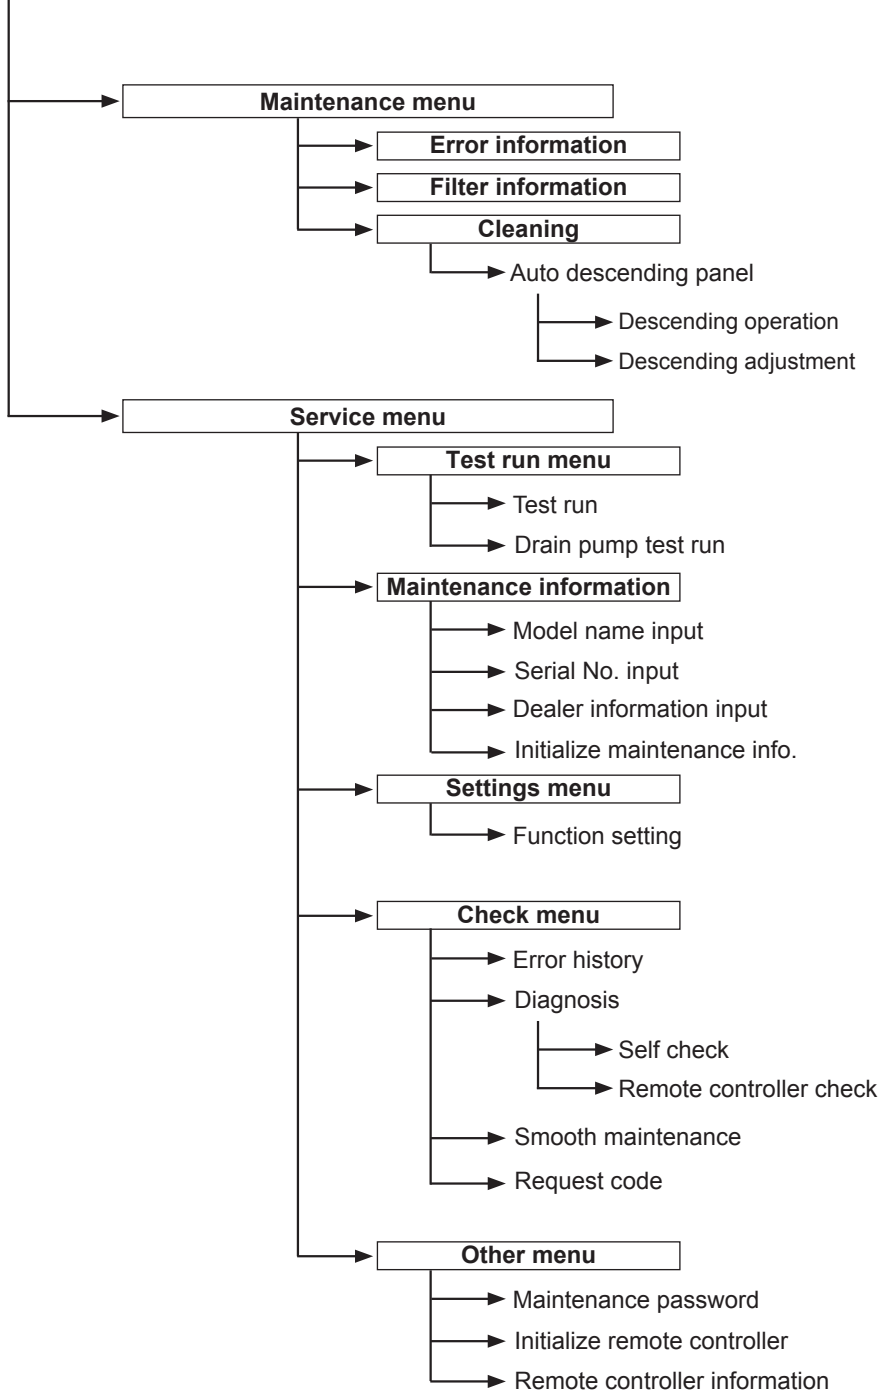 Maintenance menu
Error information
Filter information
Cleaning
Auto descending panel
Descending operation
Descending adjustment
Service menu
Test run menu
Test run
Drain pump test run
Maintenance information
Model name input
Serial No. input
Dealer information input
Initialize maintenance info.
Settings menu
Function setting
Check menu
Error history
Diagnosis
Self check
Remote controller check
Smooth maintenance
Request code
Other menu
Maintenance password
Initialize remote controller
Remote controller information